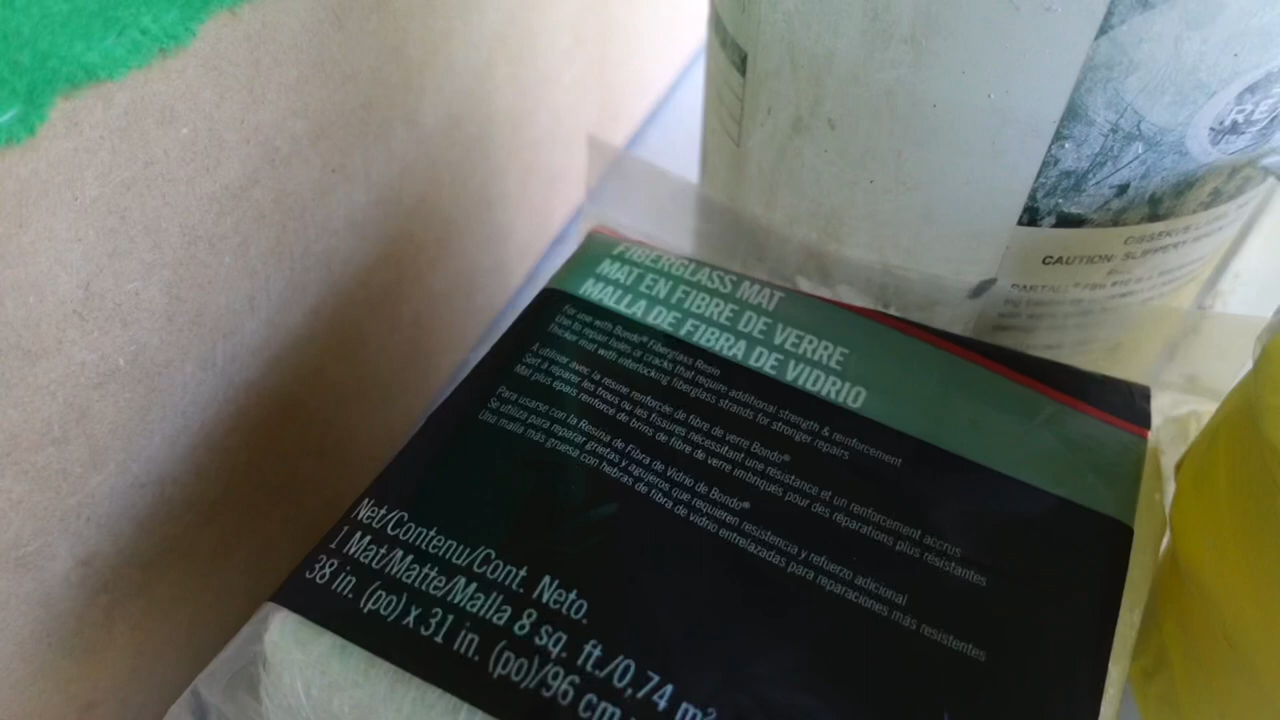 RE
CAUTION: SLIPPERY
PARTALL®
FIBERGLASS MAT
MAT EN FIBRE DE VERRE
MALLA DE FIBRA DE VIDRIO
For use with Bondo® Fiberglass Resin
Use to repair holes or cracks that require additional strength & reinforcement
Thicker mat with interlocking fiberglass strands for stronger repairs
À utiliser avec la resine renforcée de fibre de verre Bondo®
Sert a réparer les trous ou les fissures nécessitant une résistance et un renforcement accrus
Mat plus épais renforcé de brins de fibre de verre imbriqués pour des réparations plus résistantes
Para usarse con la Resina de Fibra de Vidrio de Bondo®
Se utiliza para reparar grietas y agujeros que requieren resistencia y refuerzo adicional
Una malla más gruesa con hebras de fibra de vidrio entrelazadas para reparaciones más resistentes
Net/Contenu/Cont. Neto.
1 Mat/Matte/Malla 8 sq. ft./0,74 m²
38 in. (po) x 31 in. (po)/96 cm